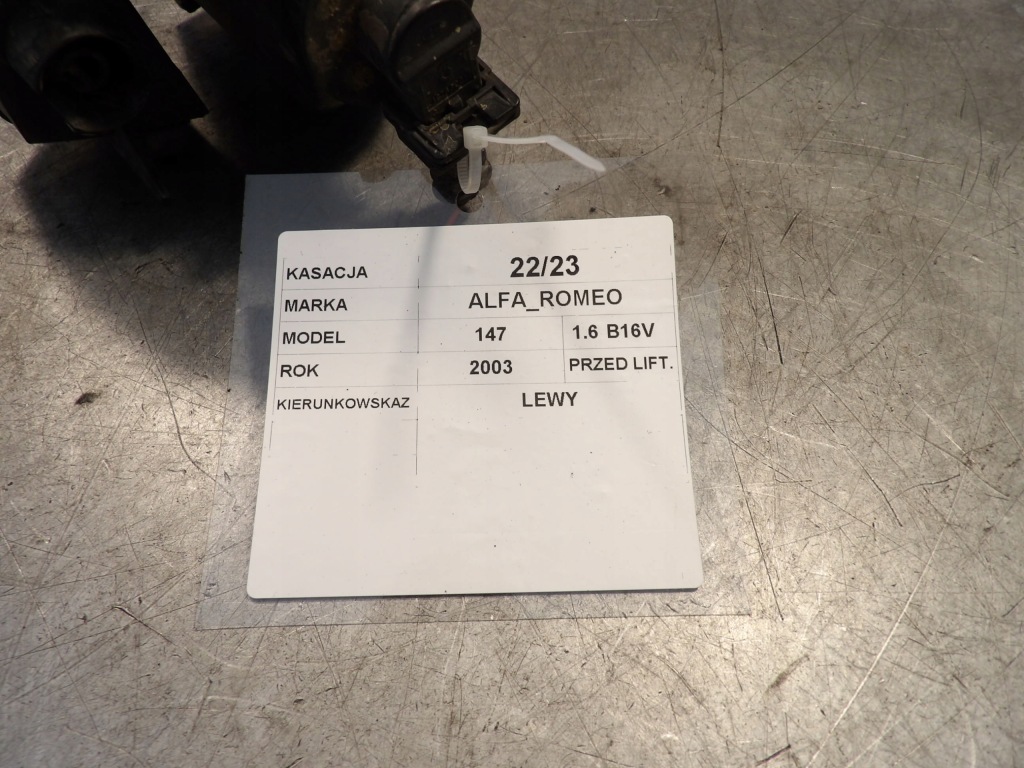 KASACJA 22/23
MARKA ALFA_ROMEO
MODEL 147 1.6 B16V
ROK 2003 PRZED LIFT.
KIERUNKOWSKAZ LEWY